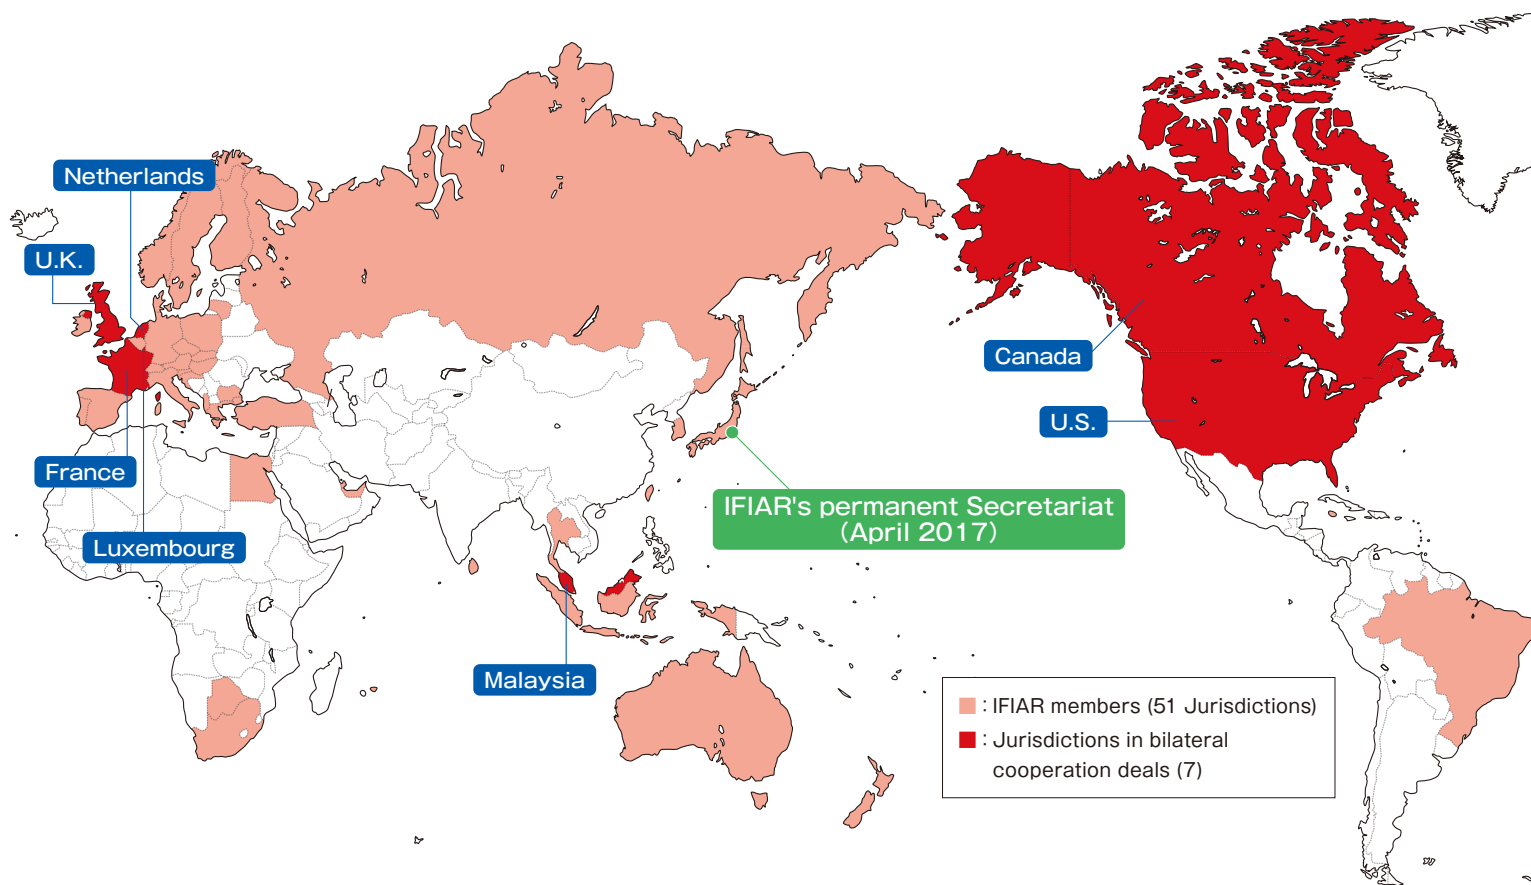 Netherlands
U.K.
Canada
U.S.
France
IFIAR's permanent Secretariat
(April 2017)
Luxembourg
Malaysia
: IFIAR members (51 Jurisdictions)
: Jurisdictions in bilateral
cooperation deals (7)